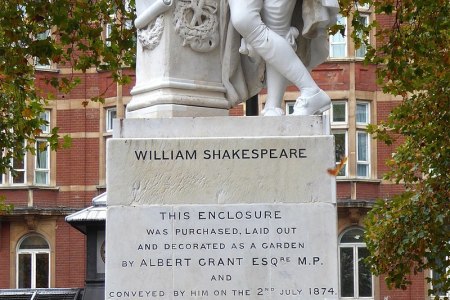 WILLIAM SHAKESPEARE
THIS ENCLOSURE
WAS PURCHASED, LAID OUT
AND DECORATED AS A GARDEN
BY ALBERT GRANT ESQRE M.P.
AND
CONVEYED BY HIM ON THE 2ND JULY 1874.